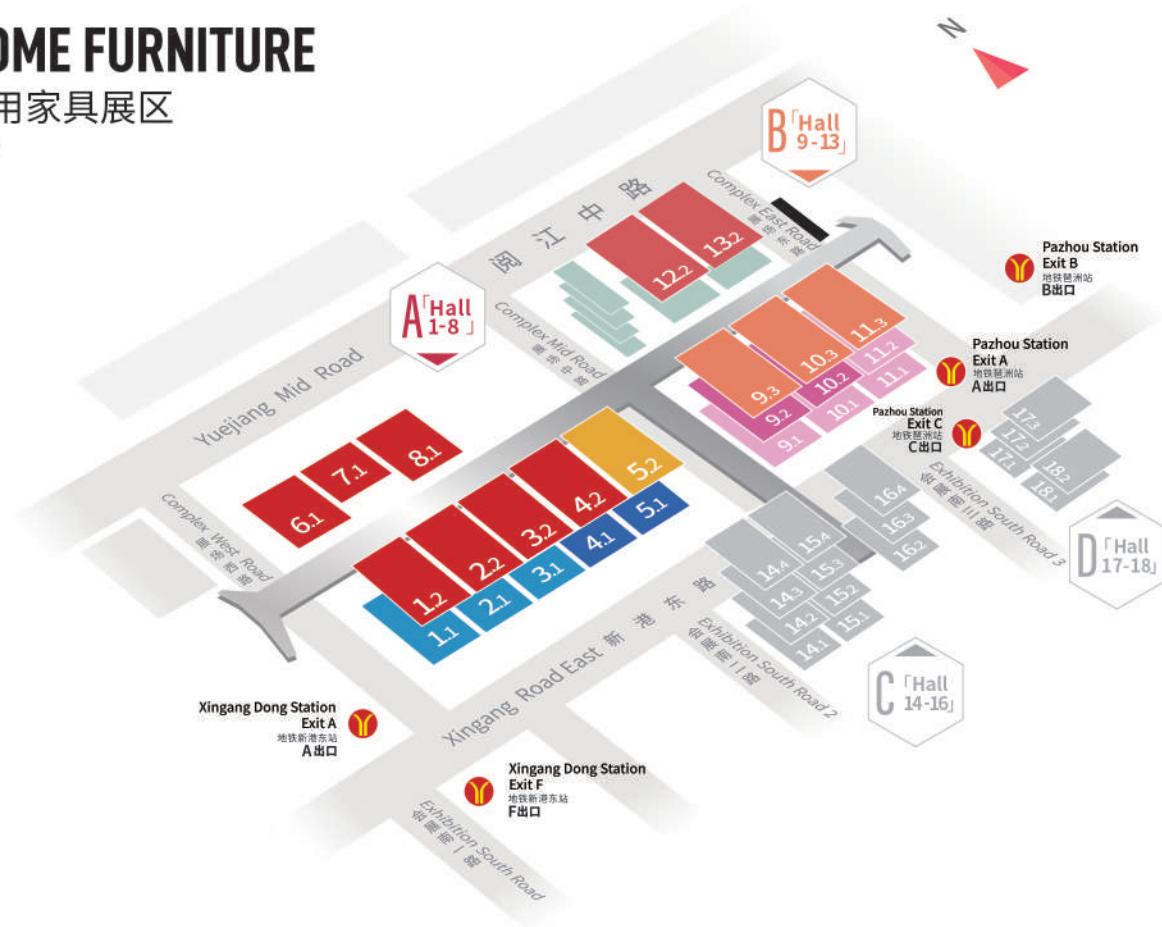 OME FURNITURE
用家具展区
N
B「Hall
9-13」
Complex East Road
展场东路
阅江中路
13.2
12.2
A「Hall
1-8」
Complex Mid Road
展场中路
Yuejiang Mid Road
Pazhou Station
Exit B
地铁琶洲站
B出口
Pazhou Station
Exit A
地铁琶洲站
A出口
Pazhou Station
Exit C
地铁琶洲站
C出口
11.3
10.3
9.3
11.2
10.2
9.2
11.1
10.1
9.1
8.1
7.1
6.1
5.2
4.2
3.2
2.2
1.2
5.1
4.1
3.1
2.1
1.1
Complex West Road
展场西路
17.3
17.2
17.1
18.2
18.1
16.4
16.3
16.2
15.4
15.3
15.2
15.1
14.4
14.3
14.2
14.1
Exhibition South Road 3
会展南三路
D「Hall
17-18」
Xingang Road East 新港东路
Exhibition South Road 2
会展南二路
C「Hall
14-16」
Xingang Dong Station
Exit A
地铁新港东站
A出口
Xingang Dong Station
Exit F
地铁新港东站
F出口
Exhibition South Road
会展南一路